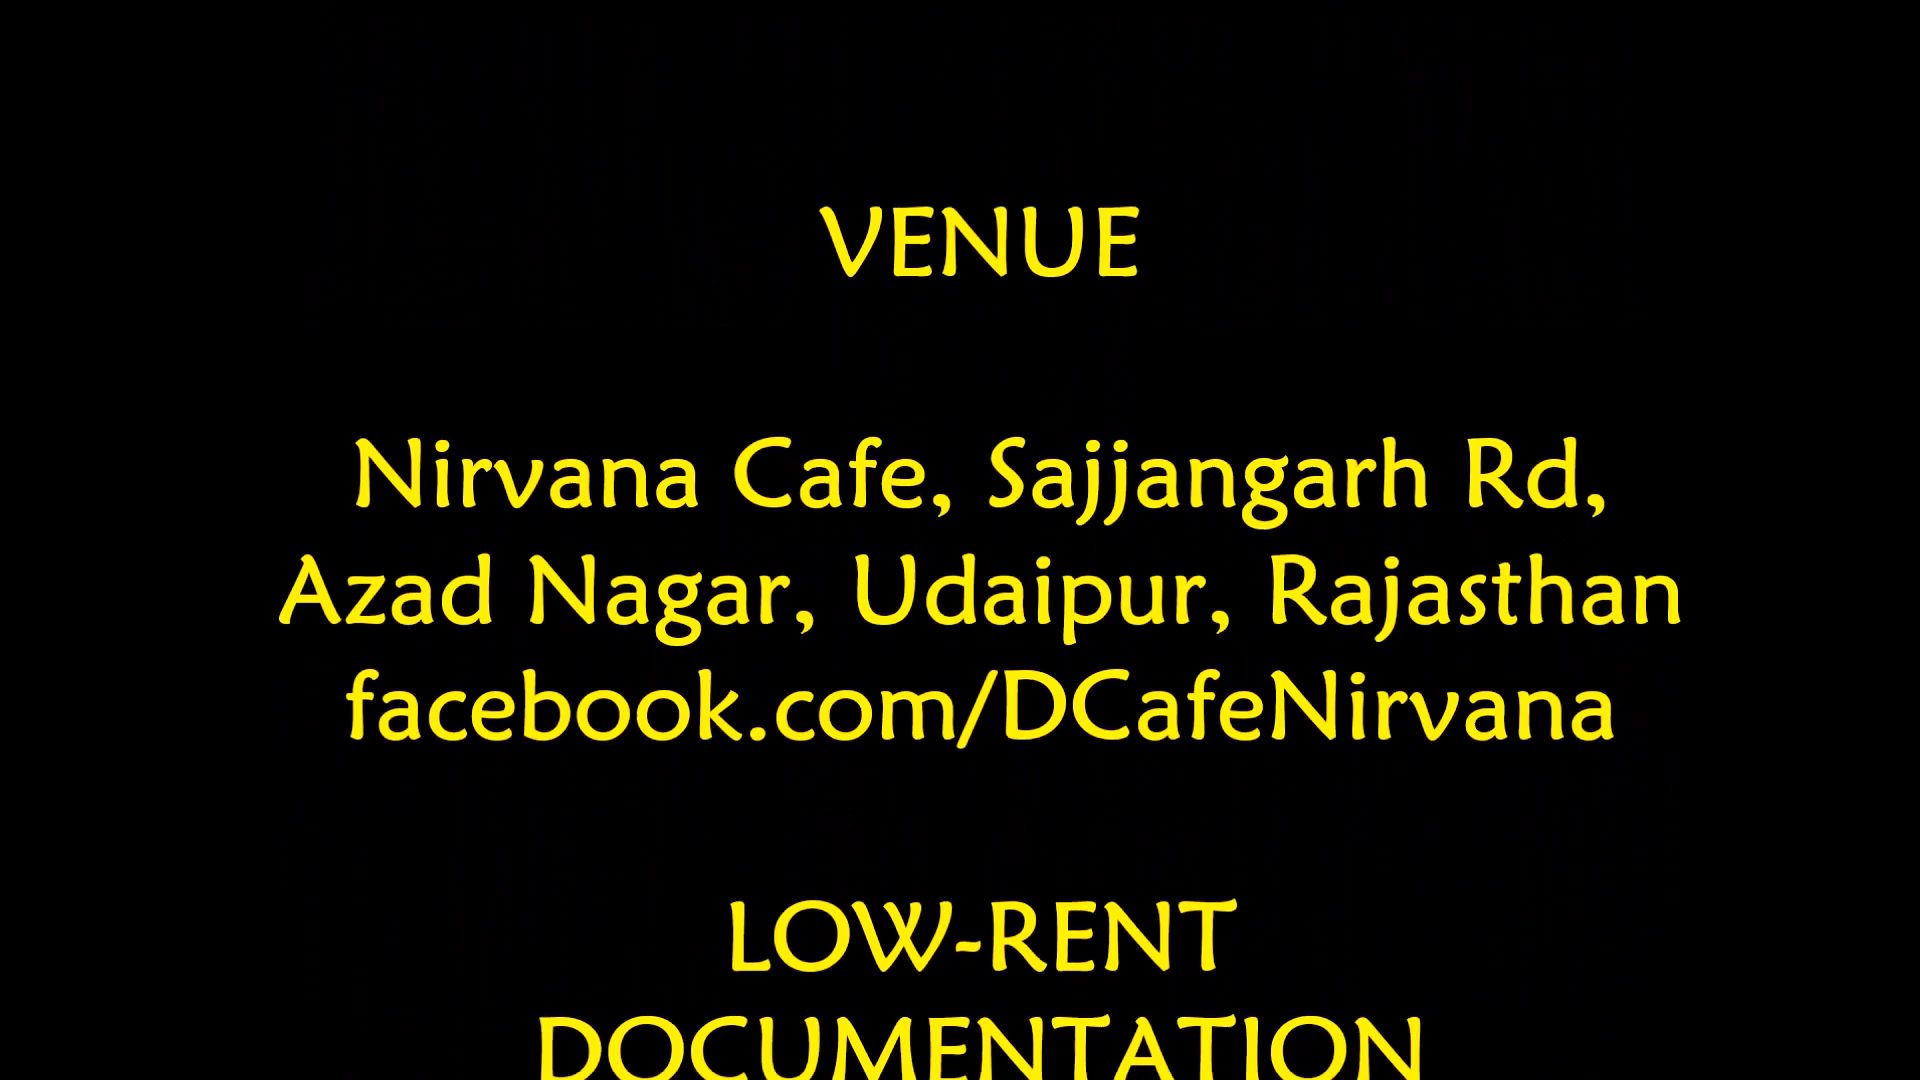 VENUE
Nirvana Cafe, Sajjangarh Rd,
Azad Nagar, Udaipur, Rajasthan
facebook.com/DCafeNirvana
LOW-RENT
DOCUMENTATION